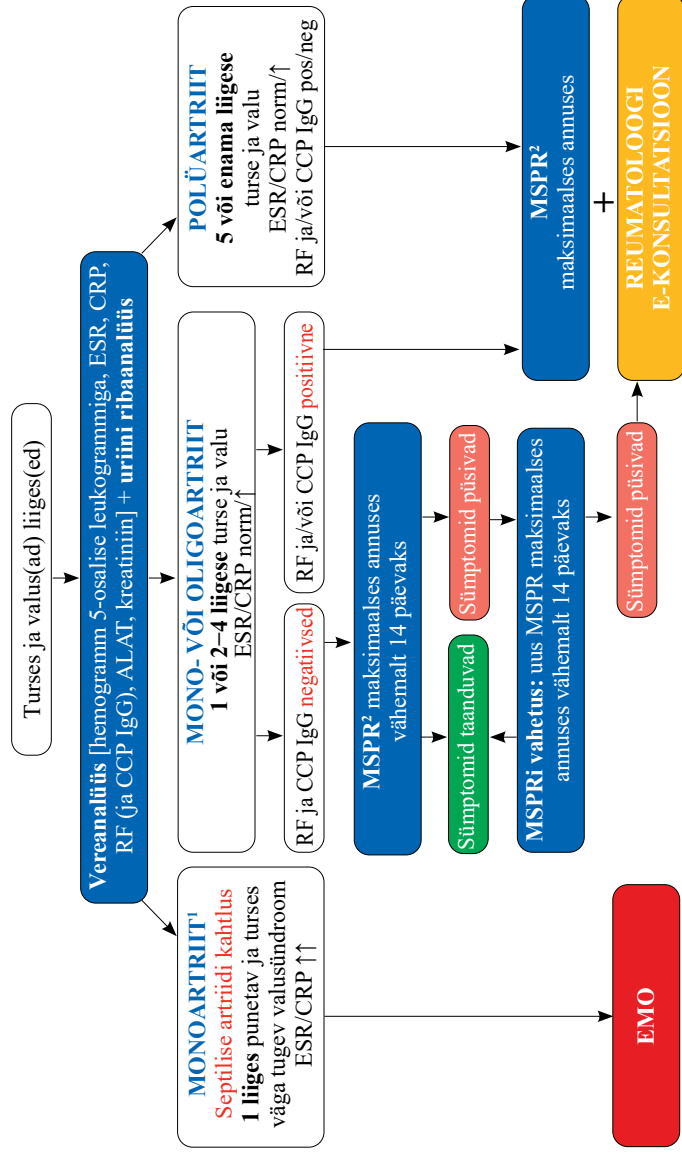 Turses ja valus(ad) liiges(ed)
Vereanalüüs [hemogramm 5-osalise leukogrammiga, ESR, CRP,
RF (ja CCP IgG), ALAT, kreatiniin] + uriini ribaanalüüs
MONOARTRIIT¹
Septilise artriidi kahtlus
1 liiges punetav ja turses
väga tugev valusündroom
ESR/CRP ↑↑
MONO- VÕI OLIGOARTRIIT
1 või 2–4 liigese turse ja valu
ESR/CRP norm/↑
POLÜARTRIIT
5 või enama liigese
turse ja valu
ESR/CRP norm/↑
RF ja/või CCP IgG pos/neg
RF ja CCP IgG negatiivsed
RF ja/või CCP IgG positiivne
MSPR² maksimaalses annuses
vähemalt 14 päevaks
Sümptomid taanduvad
Sümptomid püsivad
MSPRi vahetus: uus MSPR maksimaalses
annuses vähemalt 14 päevaks
Sümptomid püsivad
MSPR²
maksimaalses annuses
+
EMO
REUMATOLOOGI
E-KONSULTATSIOON